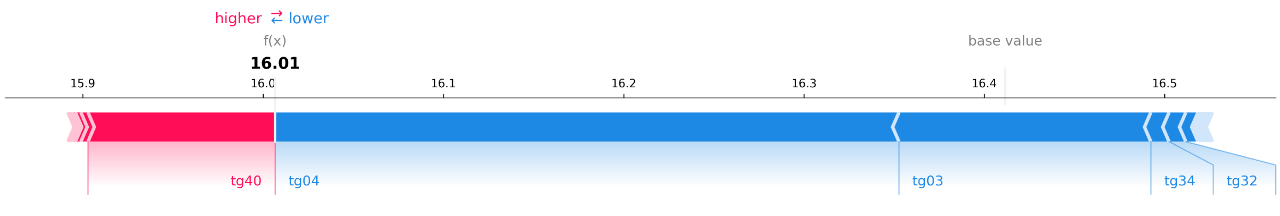 higher ⇄ lower
f(x) base value
16.01
15.9 16.0 16.1 16.2 16.3 16.4 16.5
tg40 tg04 tg03 tg34 tg32